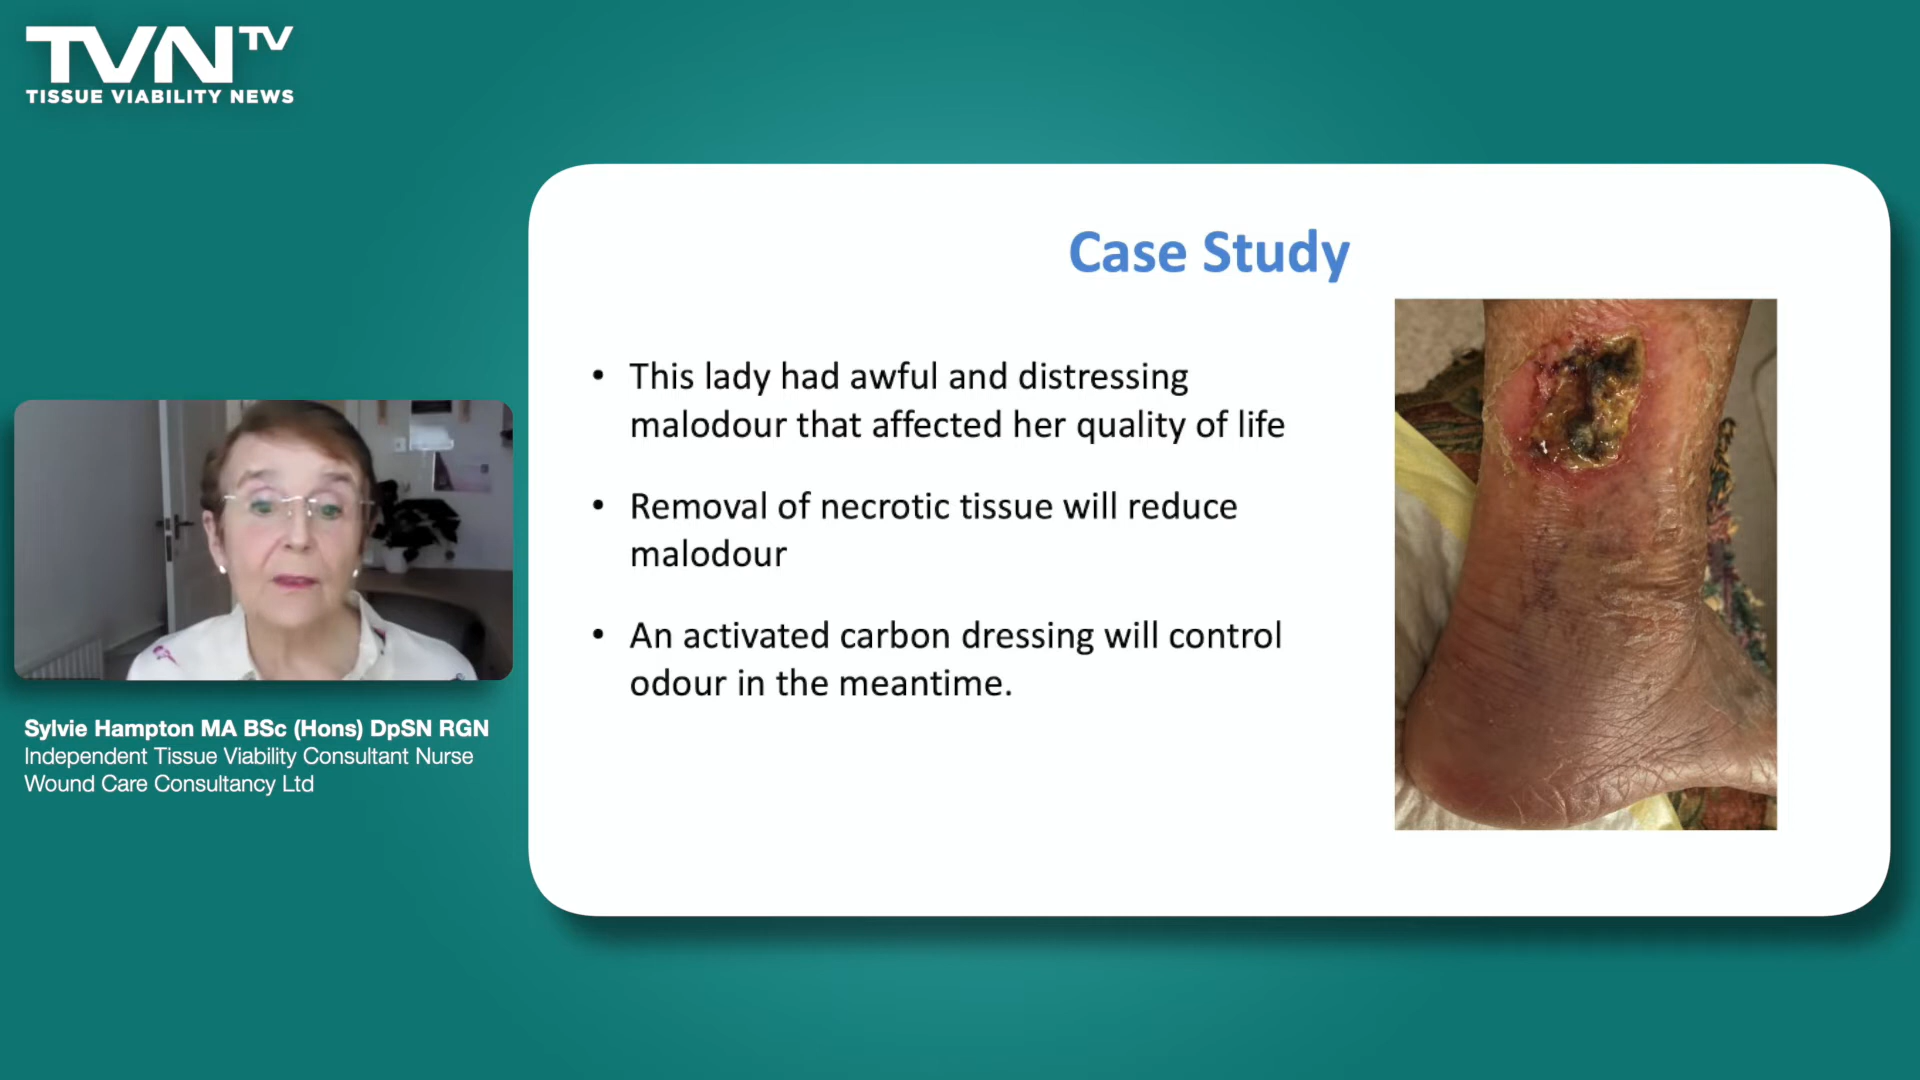 TVN TV
TISSUE VIABILITY NEWS
Case Study
• This lady had awful and distressing
malodour that affected her quality of life
• Removal of necrotic tissue will reduce
malodour
• An activated carbon dressing will control
odour in the meantime.
Sylvie Hampton MA BSc (Hons) DpSN RGN
Independent Tissue Viability Consultant Nurse
Wound Care Consultancy Ltd